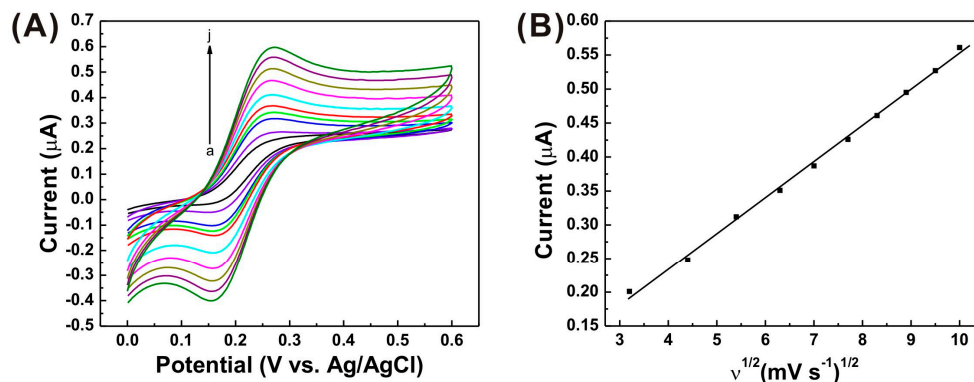 (A)
0.7
0.6
0.5
0.4
0.3
0.2
0.1
0.0
-0.1
-0.2
-0.3
-0.4
-0.5
Current (μA)
j
a
0.0 0.1 0.2 0.3 0.4 0.5 0.6
Potential (V vs. Ag/AgCl)
(B)
0.55
0.50
0.45
0.40
0.35
0.30
0.25
0.20
0.15
Current (μA)
3 4 5 6 7 8 9 10
ν^1/2(mV s^-1)^1/2